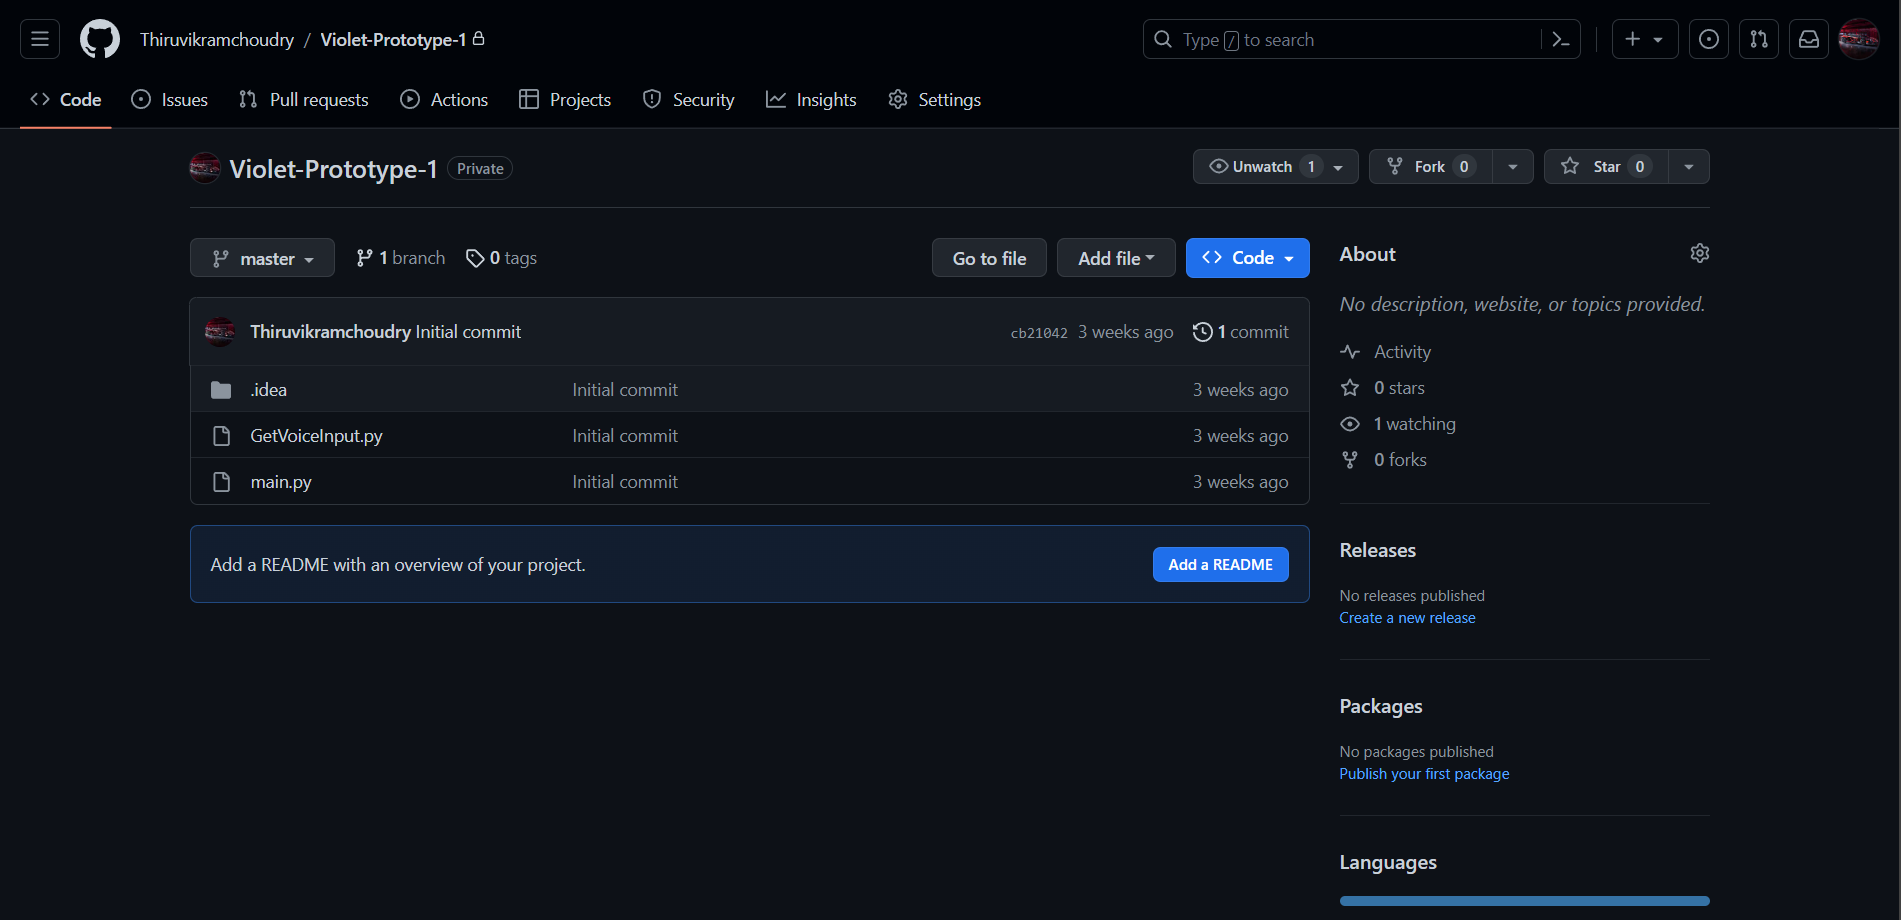 Thiruvikramchoudry / Violet-Prototype-1
Type / to search
Code Issues Pull requests Actions Projects Security Insights Settings
Violet-Prototype-1 Private
Unwatch 1 Fork 0 Star 0
master 1 branch 0 tags
Go to file Add file Code
Thiruvikramchoudry Initial commit cb21042 3 weeks ago 1 commit
.idea Initial commit 3 weeks ago
GetVoiceInput.py Initial commit 3 weeks ago
main.py Initial commit 3 weeks ago
Add a README with an overview of your project. Add a README
About
No description, website, or topics provided.
Activity
0 stars
1 watching
0 forks
Releases
No releases published
Create a new release
Packages
No packages published
Publish your first package
Languages